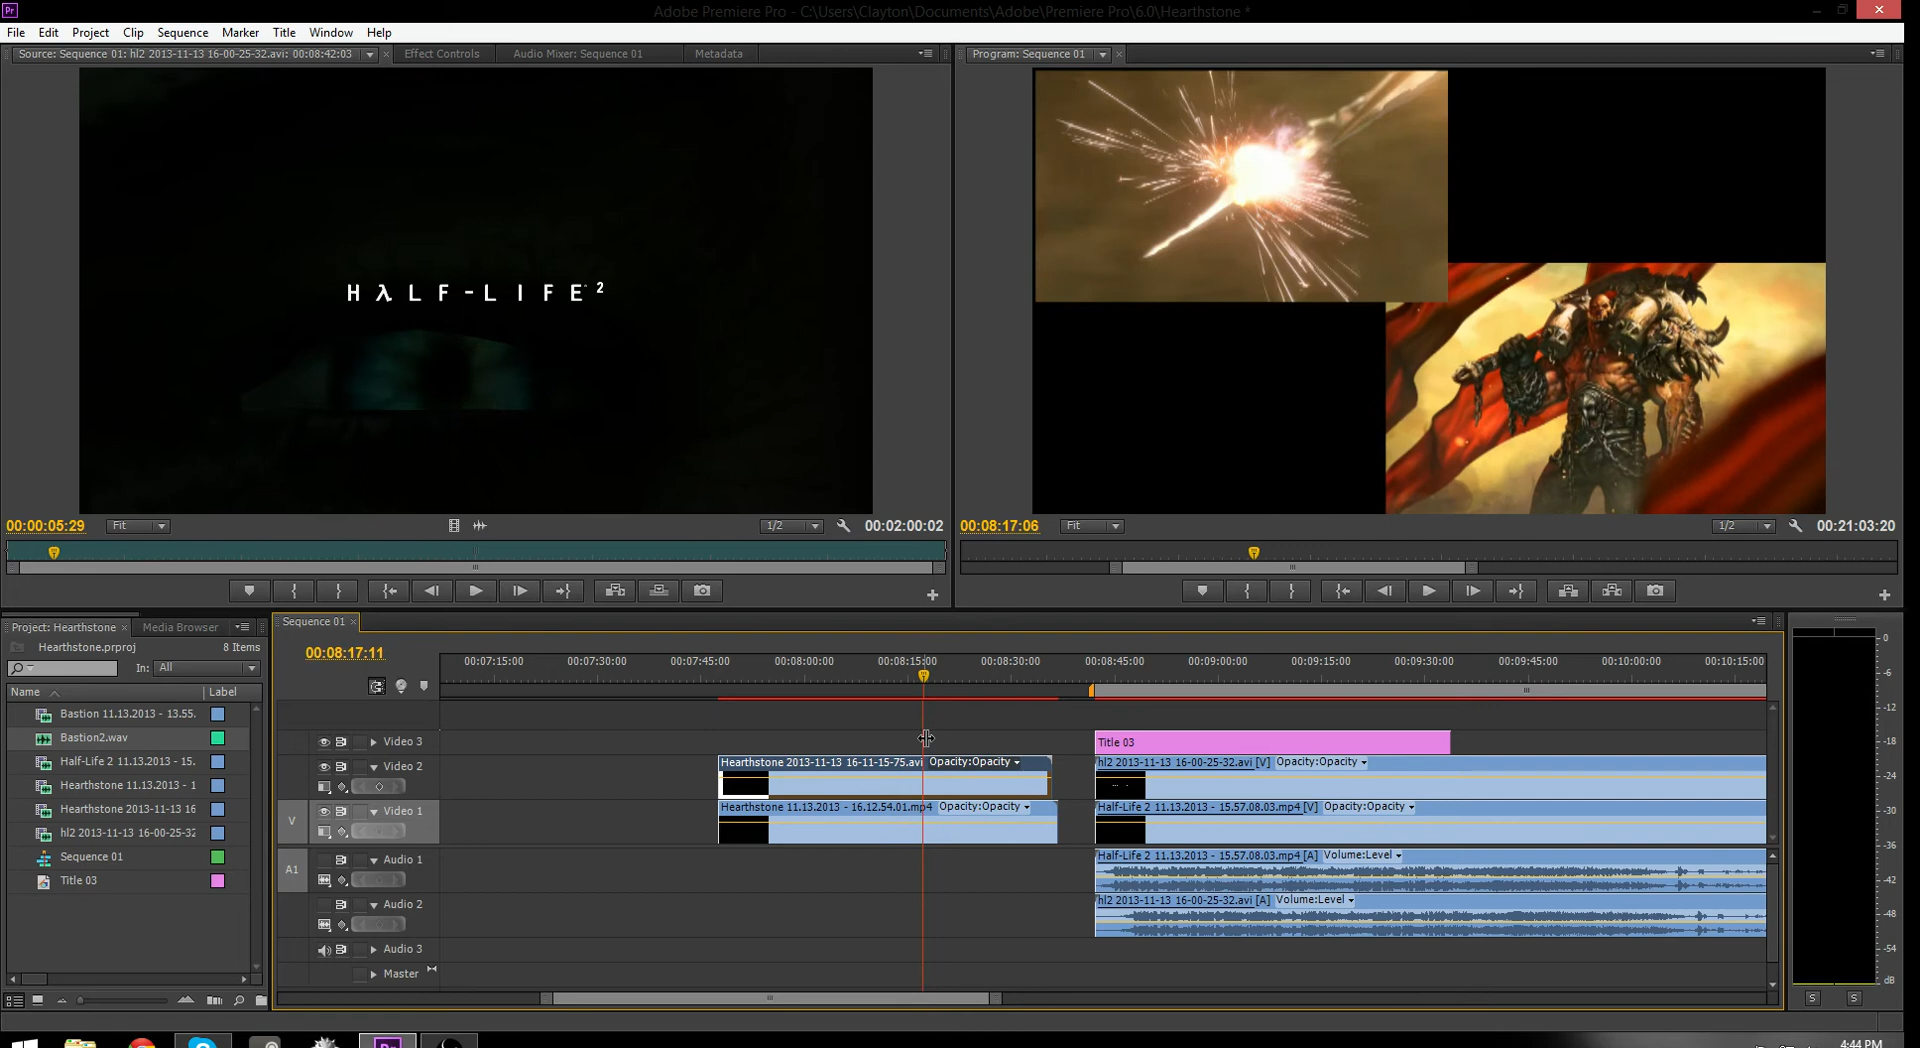 Pr
Adobe Premiere Pro - C:\Users\Clayton\Documents\Adobe\Premiere Pro\6.0\Hearthstone *
File Edit Project Clip Sequence Marker Title Window Help
Source: Sequence 01: hl2 2013-11-13 16-00-25-32.avi: 00:08:42:03 Effect Controls Audio Mixer: Sequence 01 Metadata
Program: Sequence 01
HλLF-LIFE²
00:00:05:29 Fit 1/2 00:02:00:02
00:08:17:06 Fit 1/2 00:21:03:20
Project: Hearthstone Media Browser
Hearthstone.prproj 8 Items
In: All
Name Label
Bastion 11.13.2013 - 13.55.
Bastion2.wav
Half-Life 2 11.13.2013 - 15.
Hearthstone 11.13.2013 - 1
Hearthstone 2013-11-13 16
hl2 2013-11-13 16-00-25-32
Sequence 01
Title 03
Sequence 01
00:08:17:11
00:07:15:00 00:07:30:00 00:07:45:00 00:08:00:00 00:08:15:00 00:08:30:00 00:08:45:00 00:09:00:00 00:09:15:00 00:09:30:00 00:09:45:00 00:10:00:00 00:10:15:00
Video 3 Title 03
Video 2 Hearthstone 2013-11-13 16-11-15-75.avi Opacity:Opacity hl2 2013-11-13 16-00-25-32.avi [V] Opacity:Opacity
V Video 1 Hearthstone 11.13.2013 - 16.12.54.01.mp4 Opacity:Opacity Half-Life 2 11.13.2013 - 15.57.08.03.mp4 [V] Opacity:Opacity
A1 Audio 1 Half-Life 2 11.13.2013 - 15.57.08.03.mp4 [A] Volume:Level
Audio 2 hl2 2013-11-13 16-00-25-32.avi [A] Volume:Level
Audio 3
Master
0
-6
-12
-18
-24
-30
-36
-42
-48
-54
dB
S S
Pr
4:44 PM